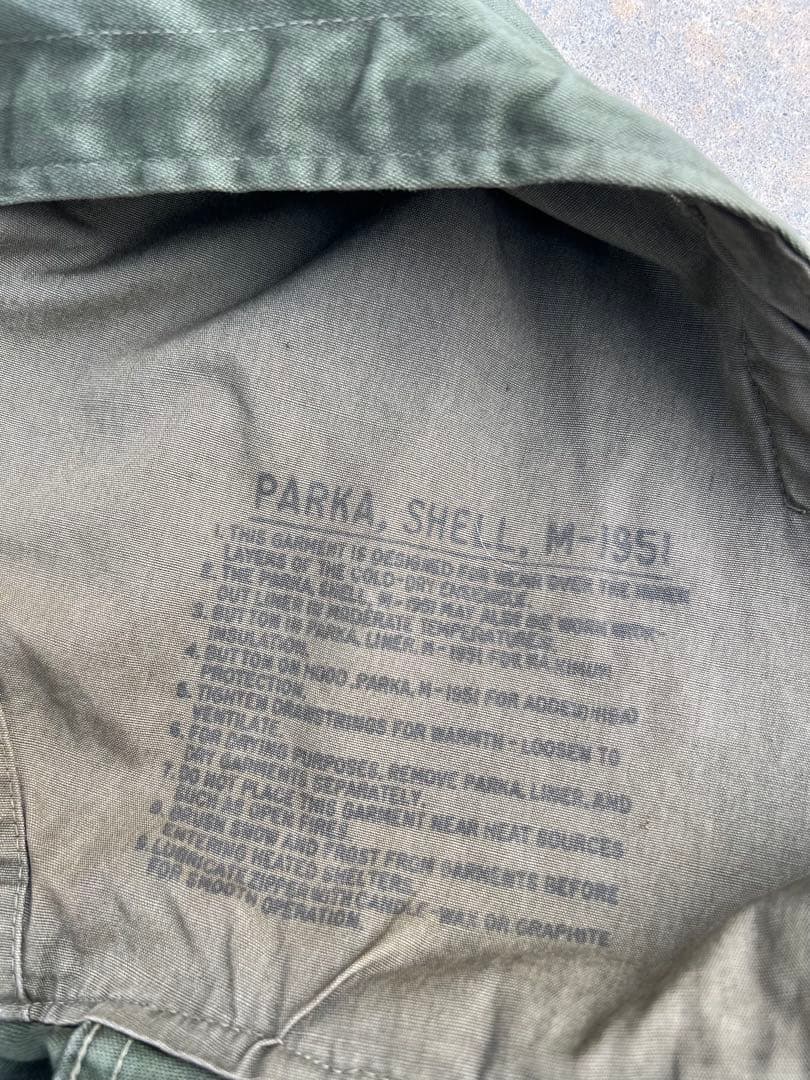 PARKA, SHELL, M-1951
1. THIS GARMENT IS DESIGNED FOR WEAR OVER THE
LAYERS OF THE COLD-DRY ENSEMBLE.
2. THE PARKA, SHELL, M-1951 MAY ALSO BE WORN WITH-
OUT LINER IN MODERATE TEMPERATURES.
3. BUTTON IN PARKA, LINER, M-1951 FOR MAXIMUM
INSULATION.
4. BUTTON ON HOOD, PARKA, M-1951 FOR ADDED HEAD
PROTECTION.
5. TIGHTEN DRAWSTRINGS FOR WARMTH - LOOSEN TO
VENTILATE.
6. FOR DRYING PURPOSES, REMOVE PARKA, LINER, AND
DRY GARMENTS SEPARATELY.
7. DO NOT PLACE THIS GARMENT NEAR HEAT SOURCES
SUCH AS OPEN FIRES.
8. BRUSH SNOW AND FROST FROM GARMENTS BEFORE
ENTERING HEATED SHELTERS.
9. LUBRICATE ZIPPER WITH CANDLE-WAX OR GRAPHITE
FOR SMOOTH OPERATION.